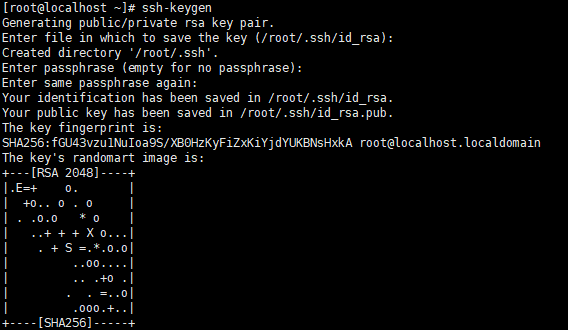 [root@localhost ~]# ssh-keygen
Generating public/private rsa key pair.
Enter file in which to save the key (/root/.ssh/id_rsa):
Created directory '/root/.ssh'.
Enter passphrase (empty for no passphrase):
Enter same passphrase again:
Your identification has been saved in /root/.ssh/id_rsa.
Your public key has been saved in /root/.ssh/id_rsa.pub.
The key fingerprint is:
SHA256:fGU43vzu1NuIoa9S/XB0HzKyFiZxKiYjdYUKBNsHxkA root@localhost.localdomain
The key's randomart image is:
+---[RSA 2048]----+
|.E=+    o.       |
|  +o.. o . o     |
| . .o.o   * o    |
|   ..+ + + X o...|
|    . + S =.*.o.o|
|         ..oo....|
|         .. .+o .|
|        .  . =..o|
|         .ooo.+..|
+----[SHA256]-----+